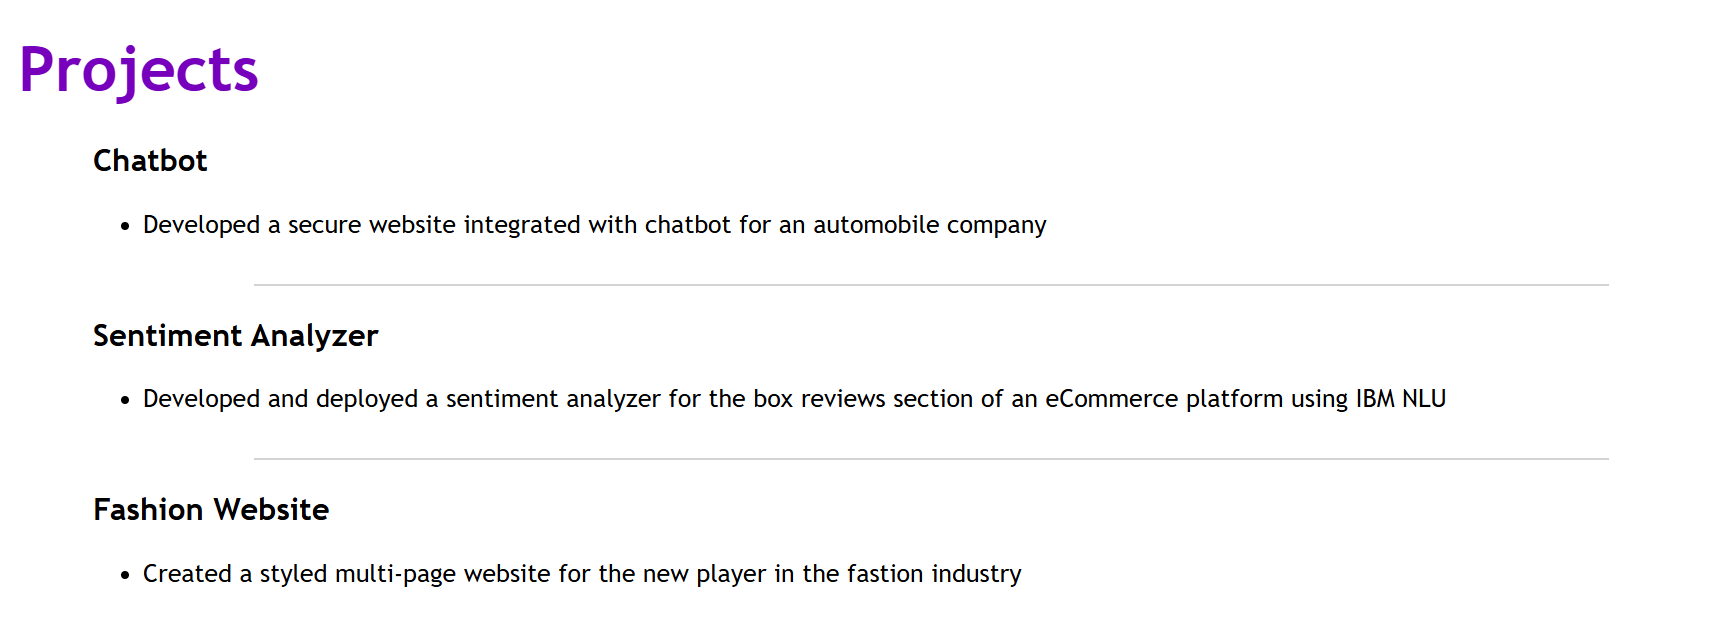 Projects
Chatbot
• Developed a secure website integrated with chatbot for an automobile company
Sentiment Analyzer
• Developed and deployed a sentiment analyzer for the box reviews section of an eCommerce platform using IBM NLU
Fashion Website
• Created a styled multi-page website for the new player in the fastion industry